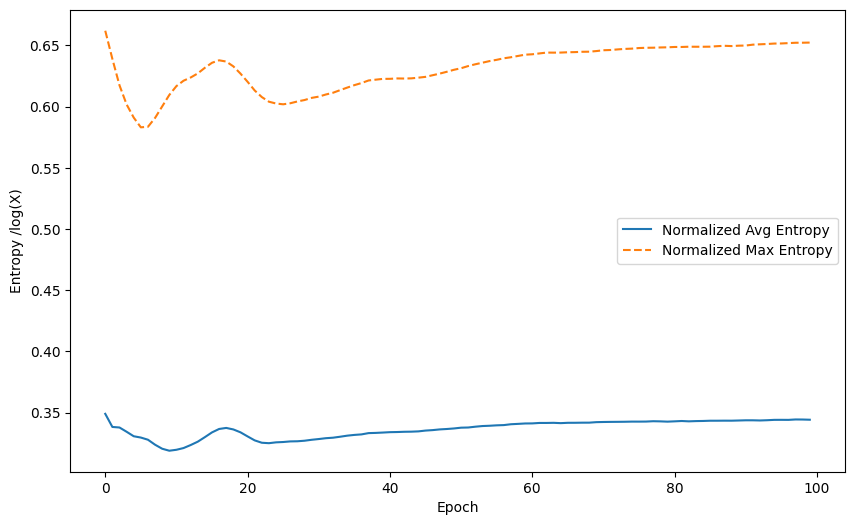 0.65
0.60
0.55
0.50
0.45
0.40
0.35
Entropy /log(X)
Normalized Avg Entropy
Normalized Max Entropy
0 20 40 60 80 100
Epoch